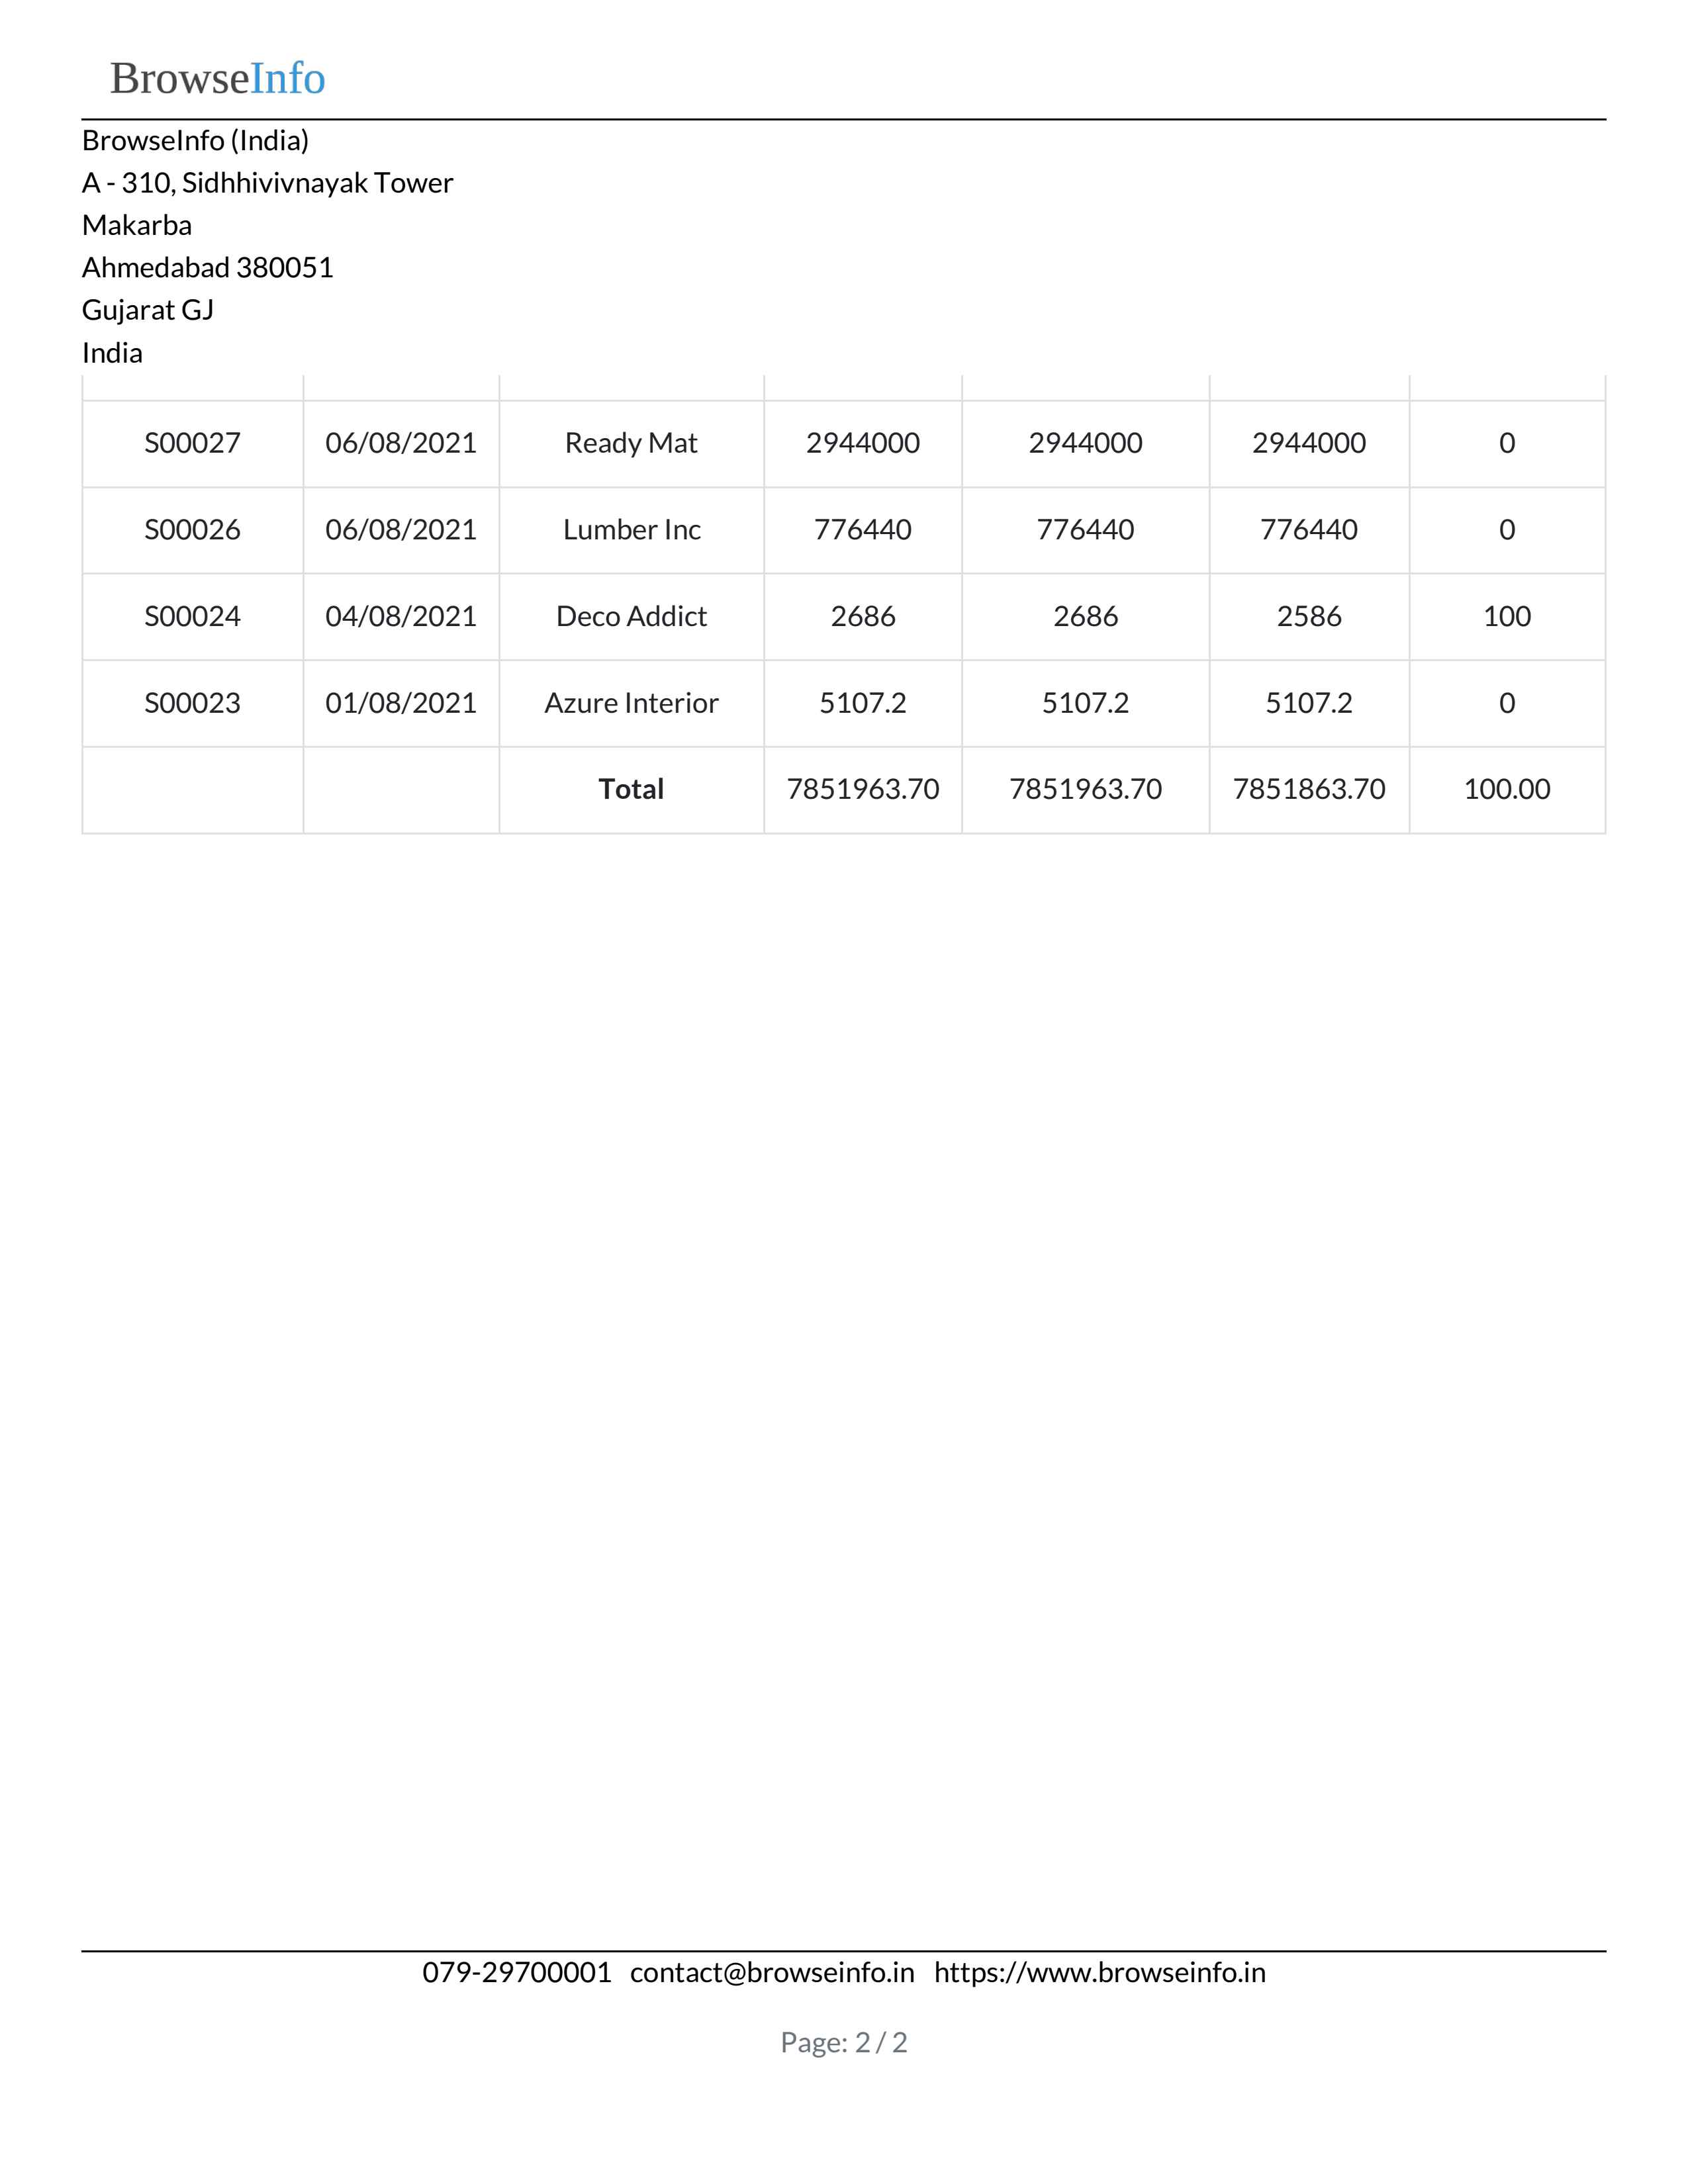 BrowseInfo
BrowseInfo (India)
A - 310, Sidhhivivnayak Tower
Makarba
Ahmedabad 380051
Gujarat GJ
India
S00027 06/08/2021 Ready Mat 2944000 2944000 2944000 0
S00026 06/08/2021 Lumber Inc 776440 776440 776440 0
S00024 04/08/2021 Deco Addict 2686 2686 2586 100
S00023 01/08/2021 Azure Interior 5107.2 5107.2 5107.2 0
Total 7851963.70 7851963.70 7851863.70 100.00
079-29700001 contact@browseinfo.in https://www.browseinfo.in
Page: 2 / 2